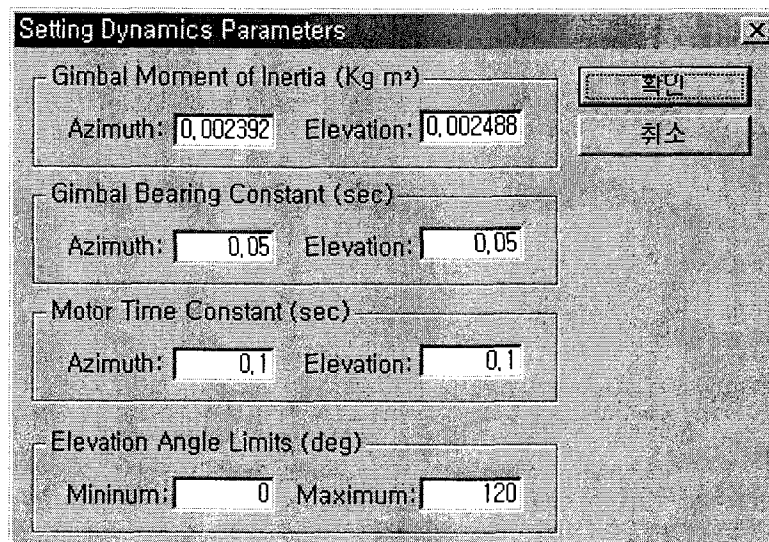 Setting Dynamics Parameters
Gimbal Moment of Inertia (Kg m²)
Azimuth: 0,002392 Elevation: 0,002488
확인
취소
Gimbal Bearing Constant (sec)
Azimuth: 0,05 Elevation: 0,05
Motor Time Constant (sec)
Azimuth: 0,1 Elevation: 0,1
Elevation Angle Limits (deg)
Mininum: 0 Maximum: 120